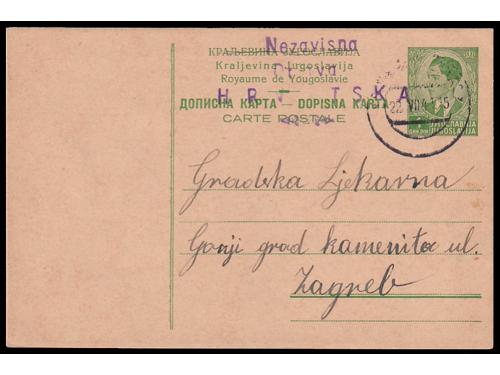 Nezavisna
КРАЉЕВИНА ЈУГОСЛАВИЈА
Kraljevina Jugoslavija
Royaume de Yougoslavie
ДОПИСНА КАРТА — DOPISNA KARTA
CARTE POSTALE
ЈУГОСЛАВИЈА
JUGOSLAVIJA
Gradska Ljekavna
Gornji grad kamenita ul.
Zagreb